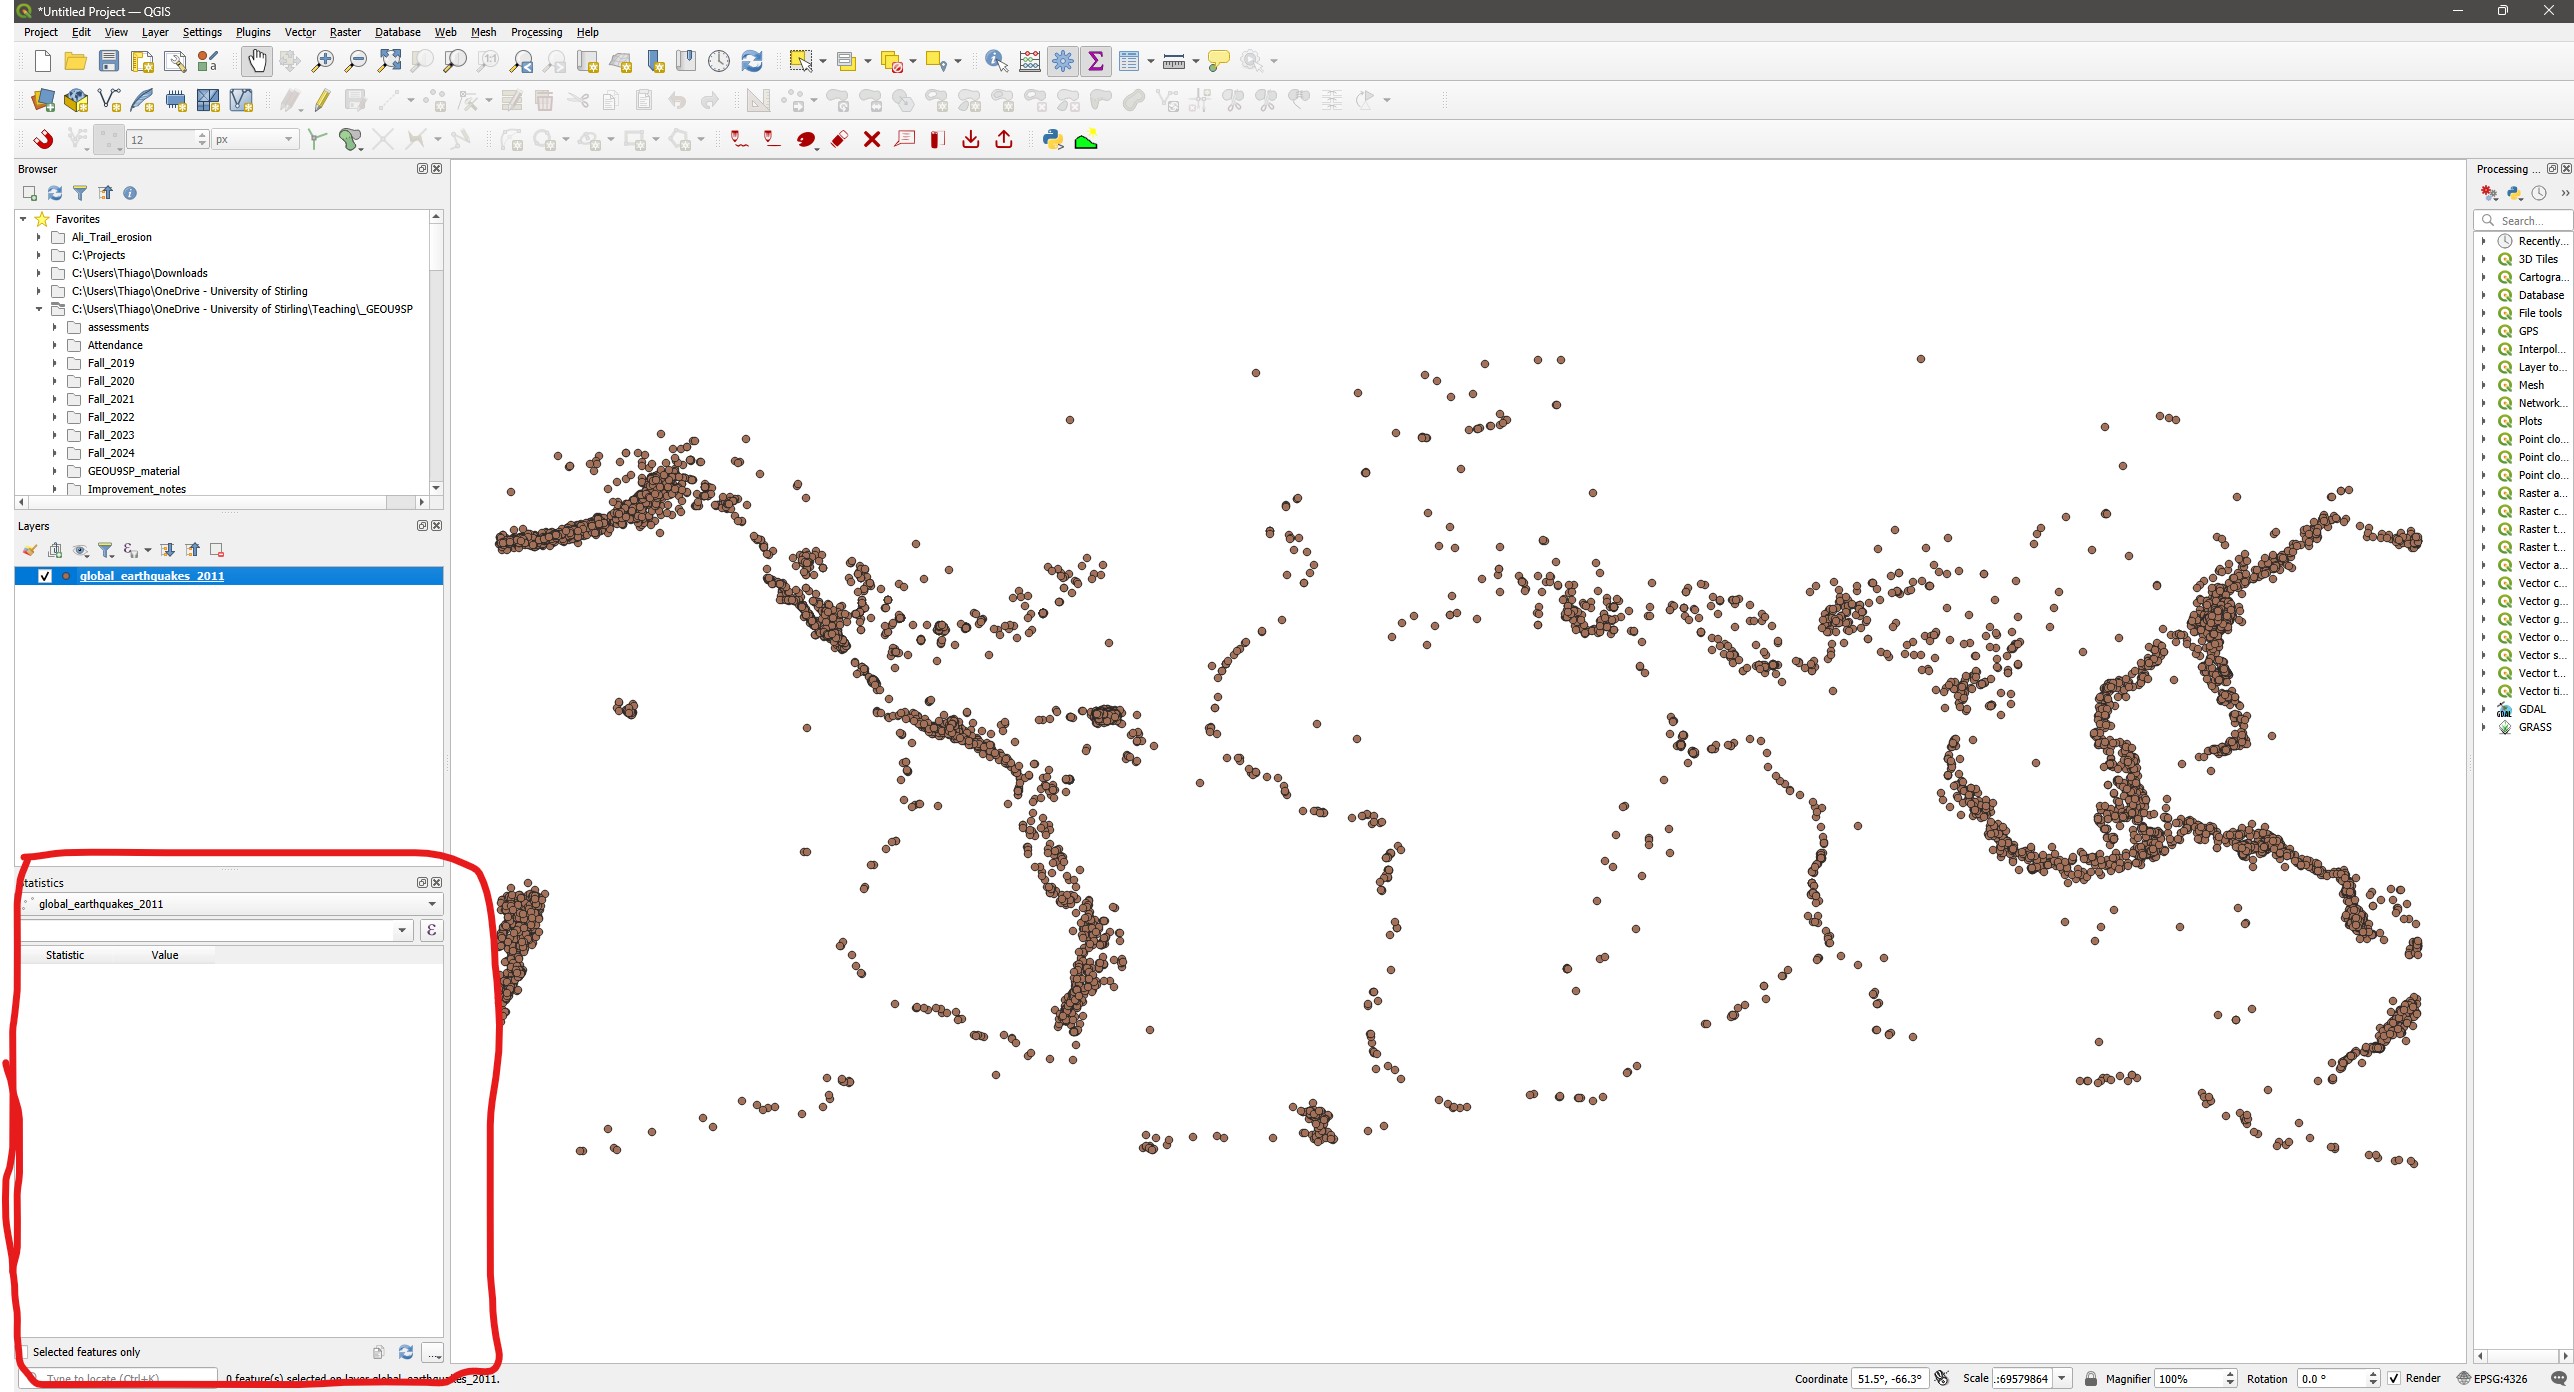 *Untitled Project — QGIS
Project Edit View Layer Settings Plugins Vector Raster Database Web Mesh Processing Help
12 px
Browser
Favorites
Ali_Trail_erosion
C:\Projects
C:\Users\Thiago\Downloads
C:\Users\Thiago\OneDrive - University of Stirling
C:\Users\Thiago\OneDrive - University of Stirling\Teaching\_GEOU9SP
assessments
Attendance
Fall_2019
Fall_2020
Fall_2021
Fall_2022
Fall_2023
Fall_2024
GEOU9SP_material
Improvement_notes
Layers
global_earthquakes_2011
Statistics
global_earthquakes_2011
ε
Statistic Value
Selected features only
Type to locate (Ctrl+K)
0 feature(s) selected on layer global_earthquakes_2011.
Processing ...
Search...
Recently...
3D Tiles
Cartogra...
Database
File tools
GPS
Interpol...
Layer to...
Mesh
Network...
Plots
Point clo...
Point clo...
Point clo...
Raster a...
Raster c...
Raster t...
Raster t...
Vector a...
Vector c...
Vector g...
Vector g...
Vector o...
Vector s...
Vector t...
Vector ti...
GDAL
GRASS
Coordinate 51.5°, -66.3° Scale .:69579864 Magnifier 100% Rotation 0.0 ° Render EPSG:4326